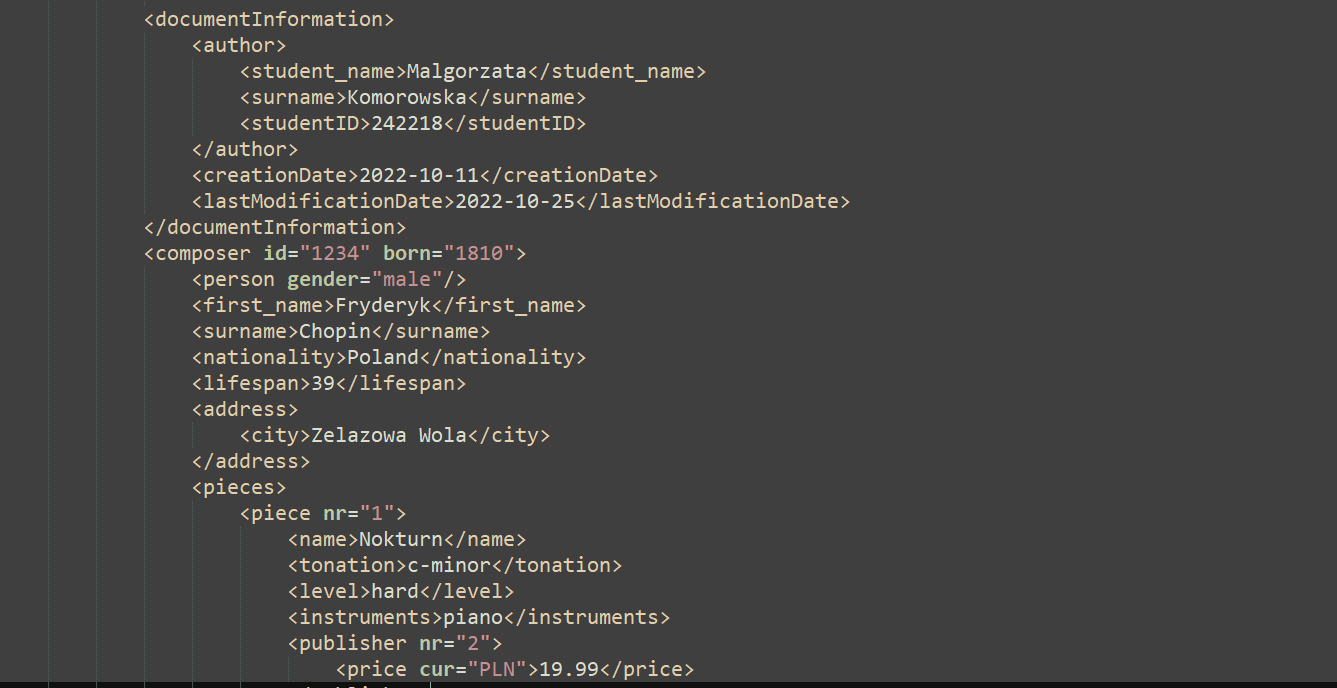 <documentInformation>
<author>
<student_name>Malgorzata</student_name>
<surname>Komorowska</surname>
<studentID>242218</studentID>
</author>
<creationDate>2022-10-11</creationDate>
<lastModificationDate>2022-10-25</lastModificationDate>
</documentInformation>
<composer id="1234" born="1810">
<person gender="male"/>
<first_name>Fryderyk</first_name>
<surname>Chopin</surname>
<nationality>Poland</nationality>
<lifespan>39</lifespan>
<address>
<city>Zelazowa Wola</city>
</address>
<pieces>
<piece nr="1">
<name>Nokturn</name>
<tonation>c-minor</tonation>
<level>hard</level>
<instruments>piano</instruments>
<publisher nr="2">
<price cur="PLN">19.99</price>